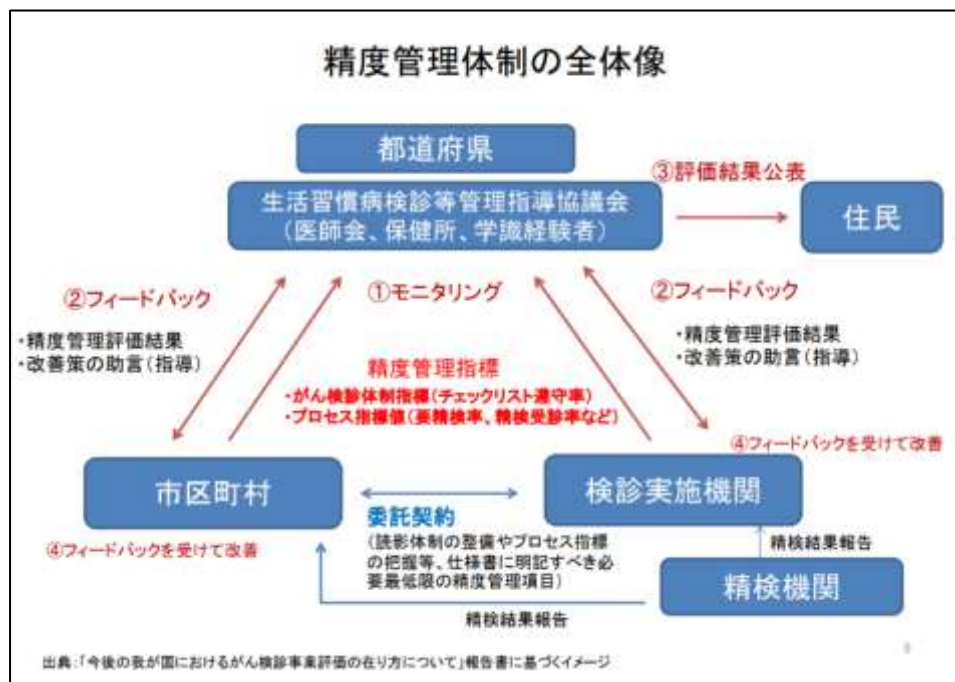 精度管理体制の全体像
都道府県
生活習慣病検診等管理指導協議会
（医師会、保健所、学識経験者）
③評価結果公表
住民
②フィードバック
・精度管理評価結果
・改善策の助言（指導）
①モニタリング
②フィードバック
・精度管理評価結果
・改善策の助言（指導）
精度管理指標
・がん検診体制指標（チェックリスト遵守率）
・プロセス指標値（要精検率、精検受診率など）
市区町村
④フィードバックを受けて改善
委託契約
（読影体制の整備やプロセス指標
の把握等、仕様書に明記すべき必
要最低限の精度管理項目）
④フィードバックを受けて改善
検診実施機関
精検結果報告
精検機関
精検結果報告
出典：「今後の我が国におけるがん検診事業評価の在り方について」報告書に基づくイメージ